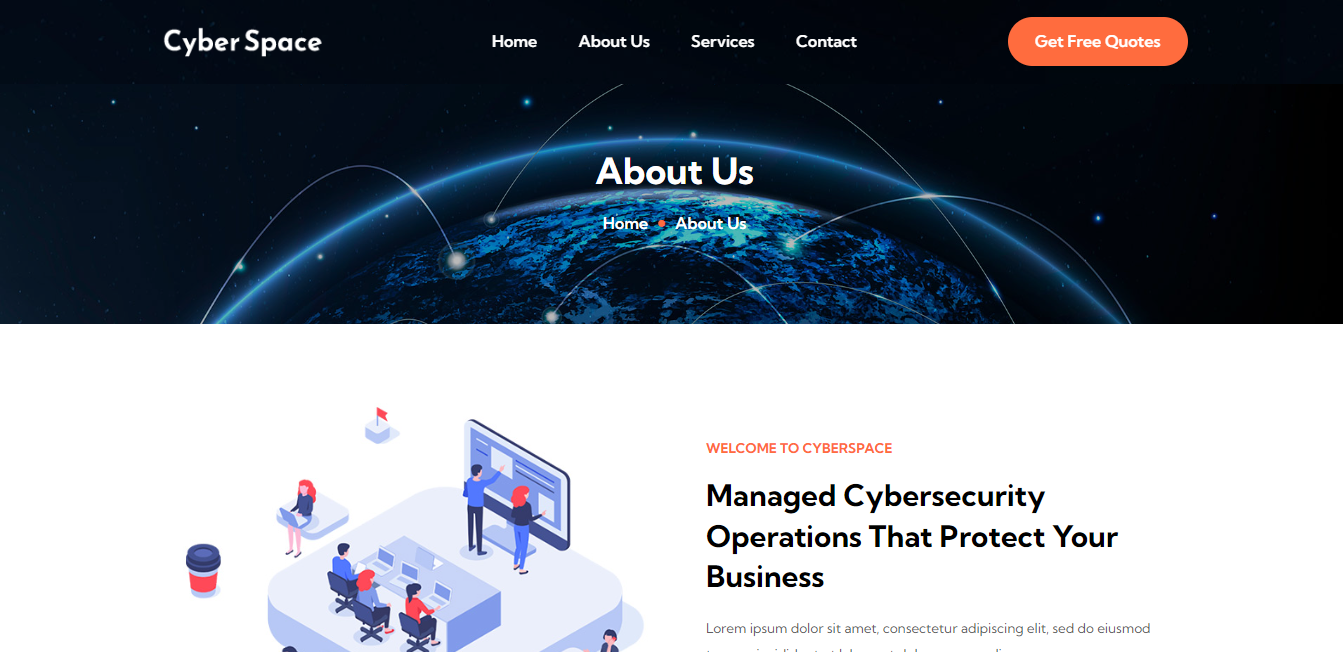 Cyber Space
Home
About Us
Services
Contact
Get Free Quotes
About Us
Home
About Us
WELCOME TO CYBERSPACE
Managed Cybersecurity
Operations That Protect Your
Business
Lorem ipsum dolor sit amet, consectetur adipiscing elit, sed do eiusmod